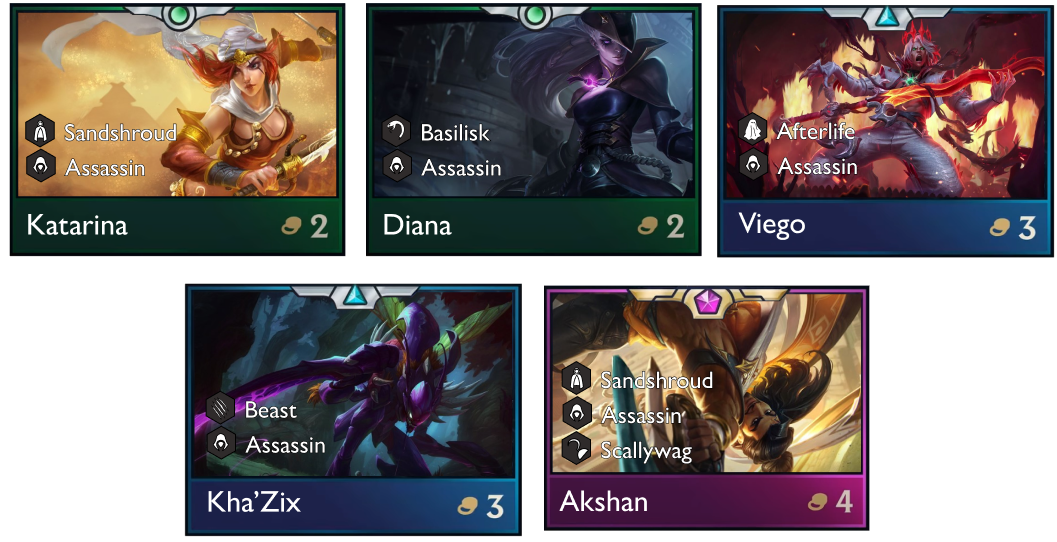 Sandshroud
Assassin
Katarina
2
Basilisk
Assassin
Diana
2
Afterlife
Assassin
Viego
3
Beast
Assassin
Kha'Zix
3
Sandshroud
Assassin
Scallywag
Akshan
4